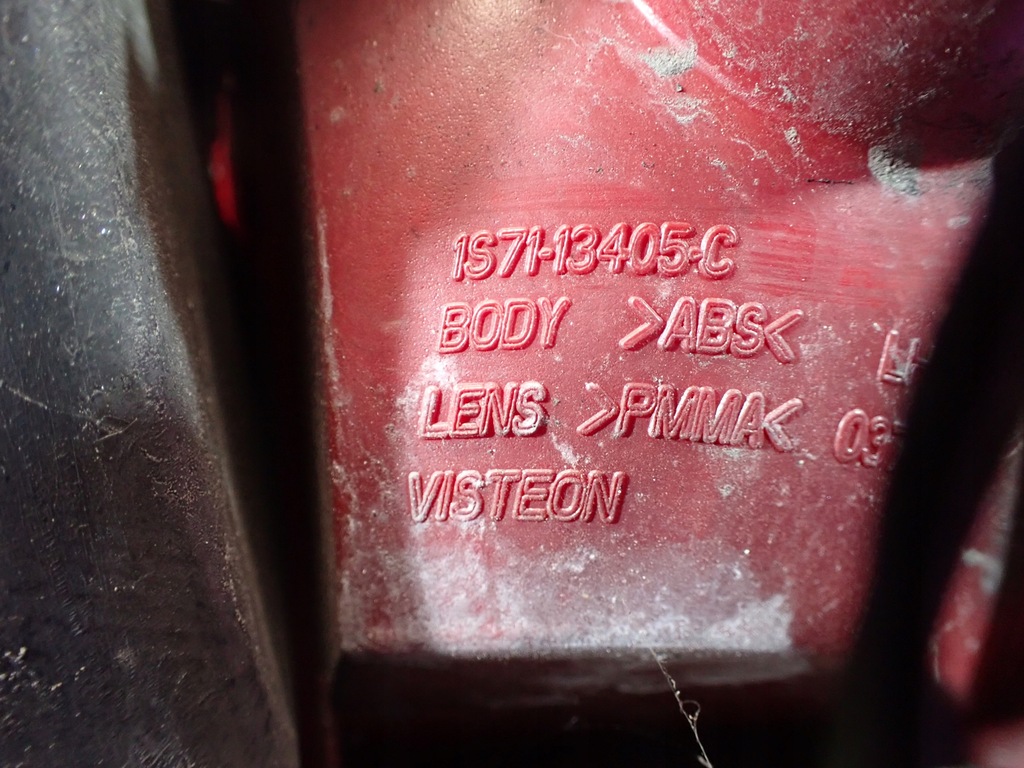 1S71-13405-C
BODY >ABS<
LENS >PMMA<
VISTEON